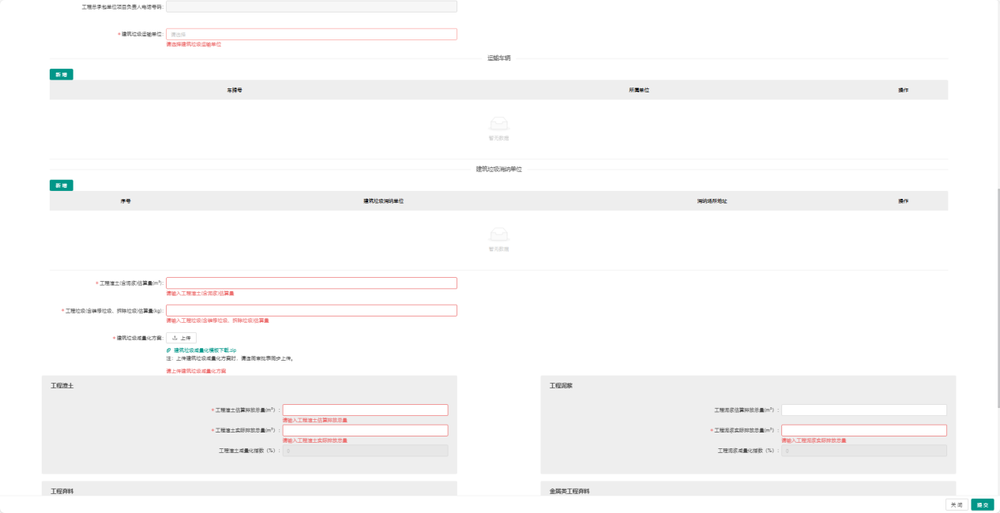 工程总承包单位项目负责人电话号码:
* 建筑垃圾运输单位: 请选择
请选择建筑垃圾运输单位
运输车辆
新 增
车牌号 所属单位 操作
暂无数据
建筑垃圾消纳单位
新 增
序号 建筑垃圾消纳单位 消纳场所地址 操作
暂无数据
* 工程渣土(含泥浆)估算量(m³):
请输入工程渣土(含泥浆)估算量
* 工程垃圾(含装修垃圾、拆除垃圾)估算量(kg):
请输入工程垃圾(含装修垃圾、拆除垃圾)估算量
* 建筑垃圾减量化方案: 上传
建筑垃圾减量化模板下载.zip
注：上传建筑垃圾减量化方案时，请连同审批表同步上传。
请上传建筑垃圾减量化方案
工程渣土
* 工程渣土估算排放总量(m³)：
请输入工程渣土估算排放总量
* 工程渣土实际排放总量(m³)：
请输入工程渣土实际排放总量
工程渣土减量化指数（%）： 0
工程泥浆
工程泥浆估算排放总量(m³)：
* 工程泥浆实际排放总量(m³)：
请输入工程泥浆实际排放总量
工程泥浆减量化指数（%）： 0
工程弃料
金属类工程弃料
关 闭 提 交